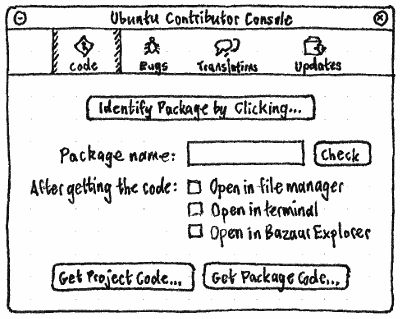 Ubuntu Contributor Console
Code Bugs Translations Updates
Identify Package by Clicking...
Package name: Check
After getting the code: Open in file manager
Open in terminal
Open in Bazaar Explorer
Get Project Code... Get Package Code...